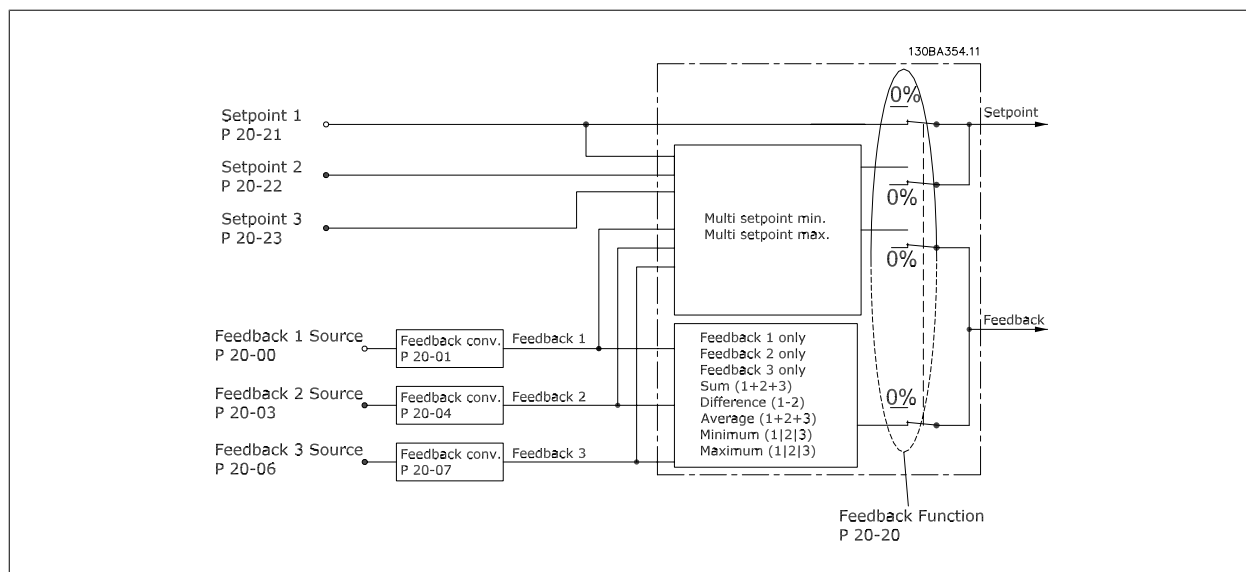 130BA354.11
0%
Setpoint
Setpoint 1
P 20-21
Setpoint 2
P 20-22
0%
Setpoint 3
P 20-23
Multi setpoint min.
Multi setpoint max.
0%
Feedback
Feedback 1 Source
P 20-00
Feedback conv.
P 20-01
Feedback 1
Feedback 2 Source
P 20-03
Feedback conv.
P 20-04
Feedback 2
Feedback 3 Source
P 20-06
Feedback conv.
P 20-07
Feedback 3
Feedback 1 only
Feedback 2 only
Feedback 3 only
Sum (1+2+3)
Difference (1-2)
Average (1+2+3)
Minimum (1|2|3)
Maximum (1|2|3)
0%
Feedback Function
P 20-20